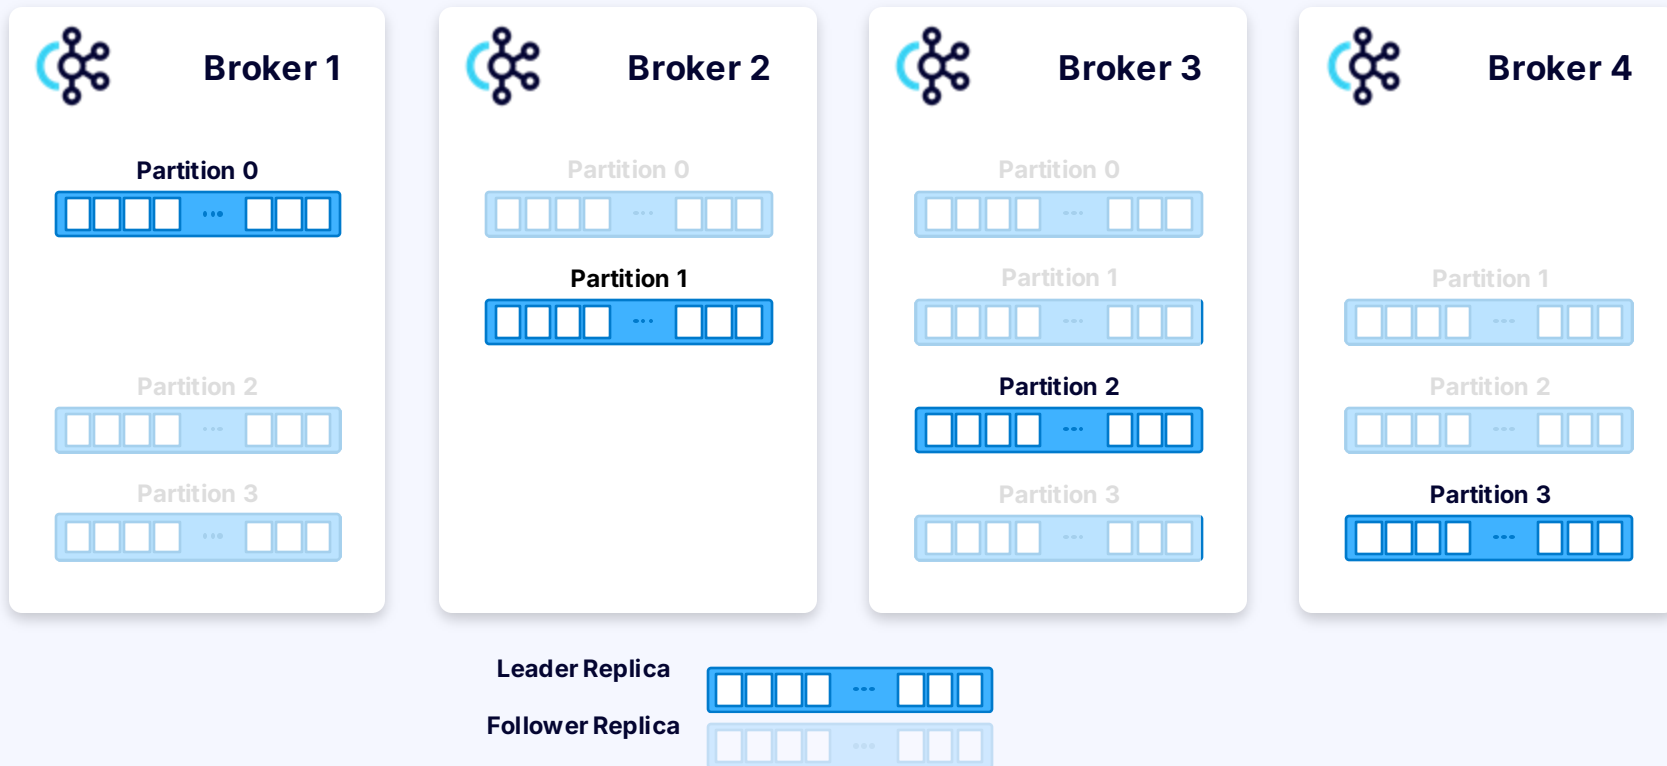 Broker 1
Partition 0
Partition 2
Partition 3
Broker 2
Partition 0
Partition 1
Broker 3
Partition 0
Partition 1
Partition 2
Partition 3
Broker 4
Partition 1
Partition 2
Partition 3
Leader Replica
Follower Replica